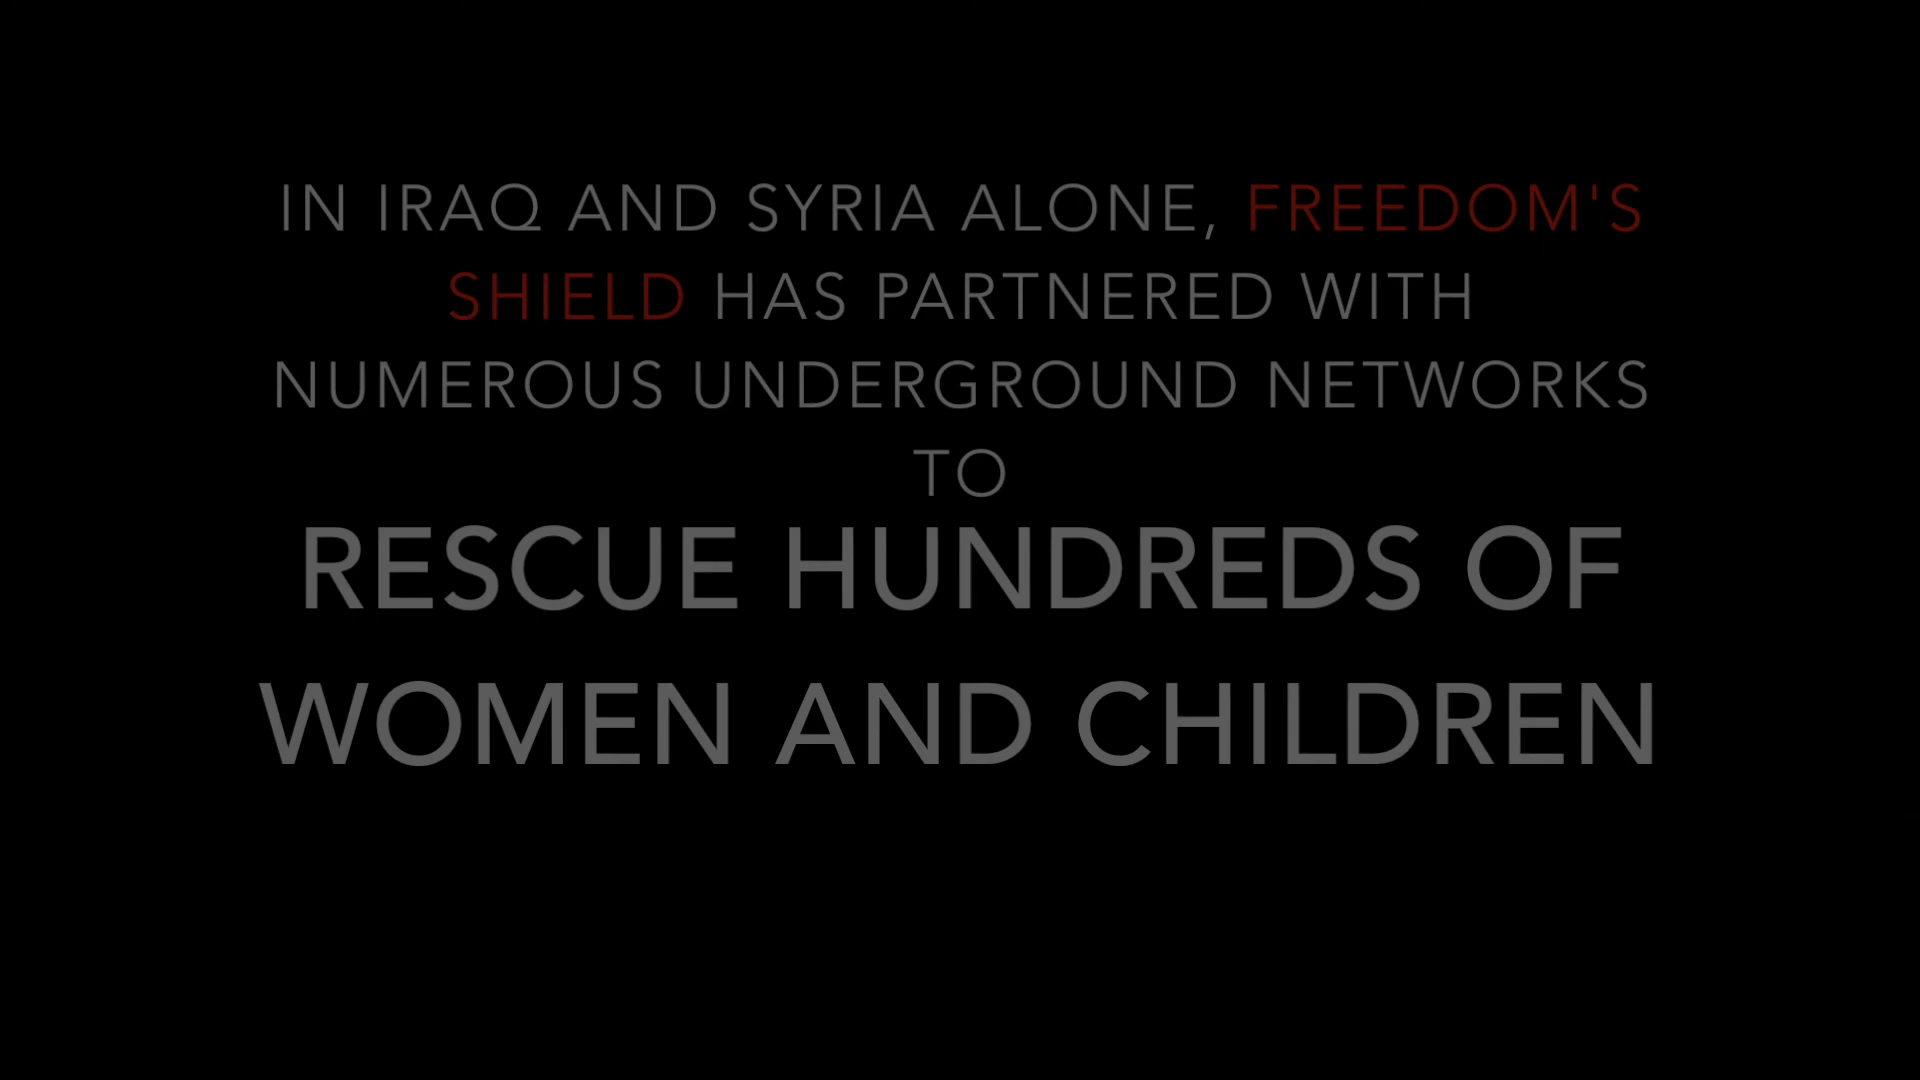 IN IRAQ AND SYRIA ALONE, FREEDOM'S
SHIELD HAS PARTNERED WITH
NUMEROUS UNDERGROUND NETWORKS
TO
RESCUE HUNDREDS OF
WOMEN AND CHILDREN